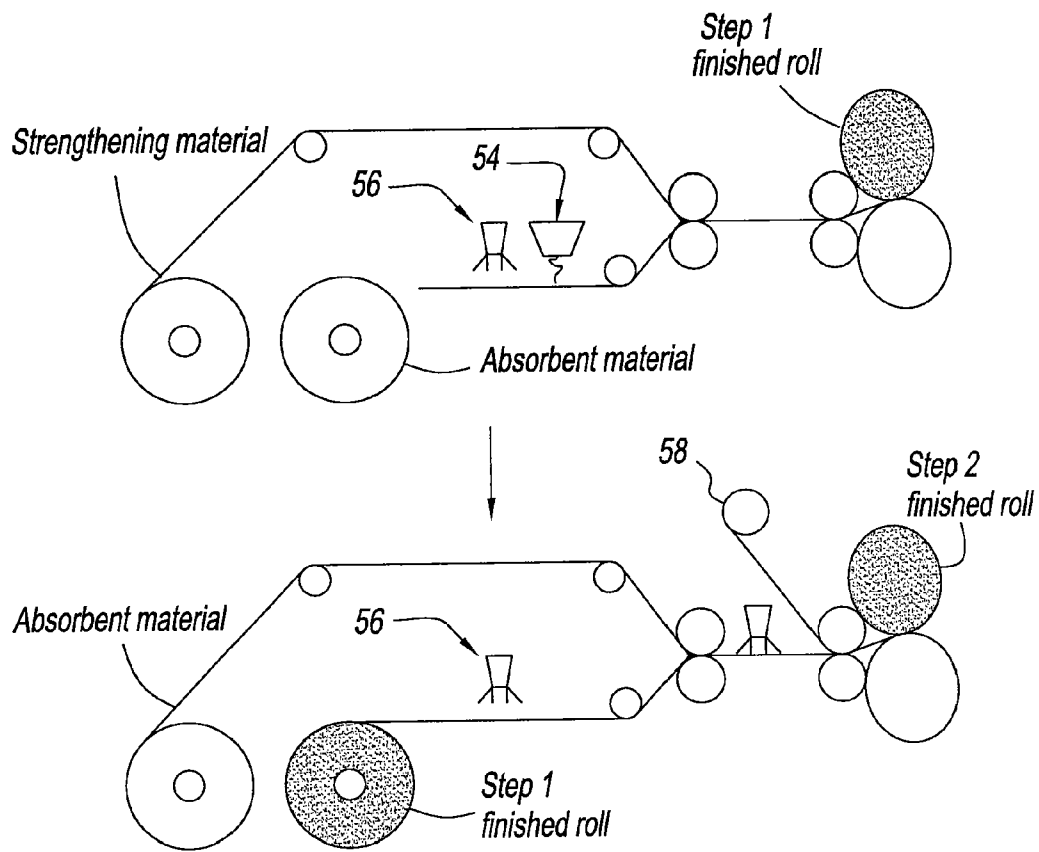 Step 1
finished roll
Strengthening material
56
54
Absorbent material
58
Step 2
finished roll
Absorbent material
56
Step 1
finished roll